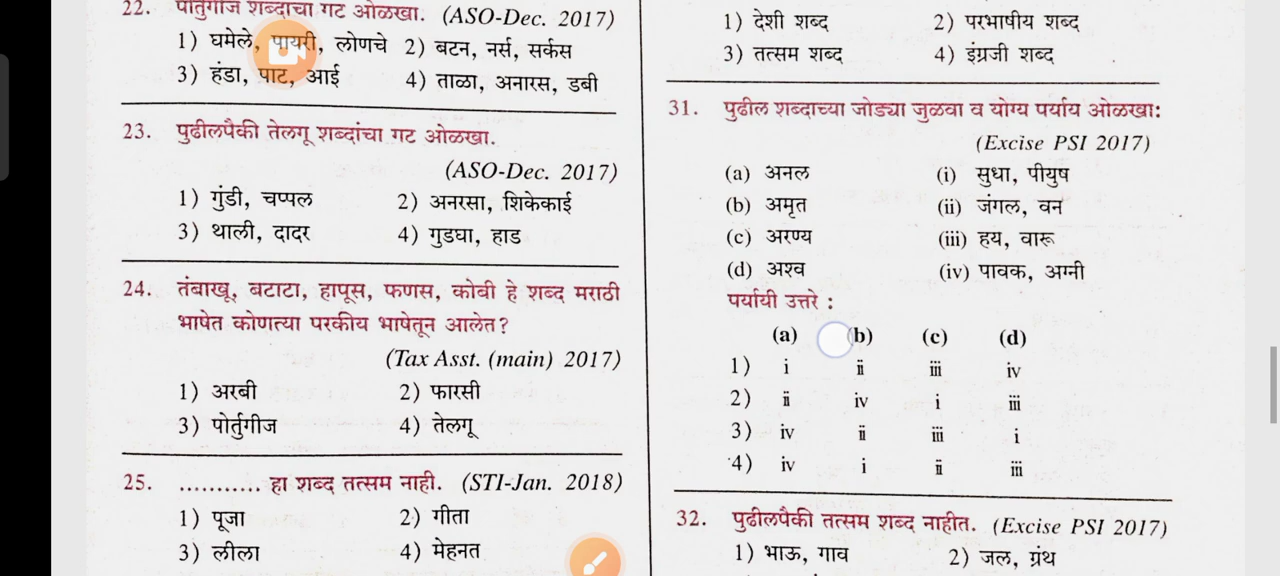 22. पोर्तुगीज शब्दाचा गट ओळखा. (ASO-Dec. 2017)
1) घमेले, पायरी, लोणचे 2) बटन, नर्स, सर्कस
3) हंडा, पाट, आई 4) ताळा, अनारस, डबी
23. पुढीलपैकी तेलगू शब्दांचा गट ओळखा.
(ASO-Dec. 2017)
1) गुंडी, चप्पल 2) अनरसा, शिकेकाई
3) थाली, दादर 4) गुडघा, हाड
24. तंबाखू, बटाटा, हापूस, फणस, कोबी हे शब्द मराठी
भाषेत कोणत्या परकीय भाषेतून आलेत?
(Tax Asst. (main) 2017)
1) अरबी 2) फारसी
3) पोर्तुगीज 4) तेलगू
25. ........... हा शब्द तत्सम नाही. (STI-Jan. 2018)
1) पूजा 2) गीता
3) लीला 4) मेहनत
1) देशी शब्द 2) परभाषीय शब्द
3) तत्सम शब्द 4) इंग्रजी शब्द
31. पुढील शब्दाच्या जोड्या जुळवा व योग्य पर्याय ओळखा:
(Excise PSI 2017)
(a) अनल (i) सुधा, पीयुष
(b) अमृत (ii) जंगल, वन
(c) अरण्य (iii) हय, वारू
(d) अश्व (iv) पावक, अग्नी
पर्यायी उत्तरे :
(a) (b) (c) (d)
1) i ii iii iv
2) ii iv i iii
3) iv ii iii i
4) iv i ii iii
32. पुढीलपैकी तत्सम शब्द नाहीत. (Excise PSI 2017)
1) भाऊ, गाव 2) जल, ग्रंथ